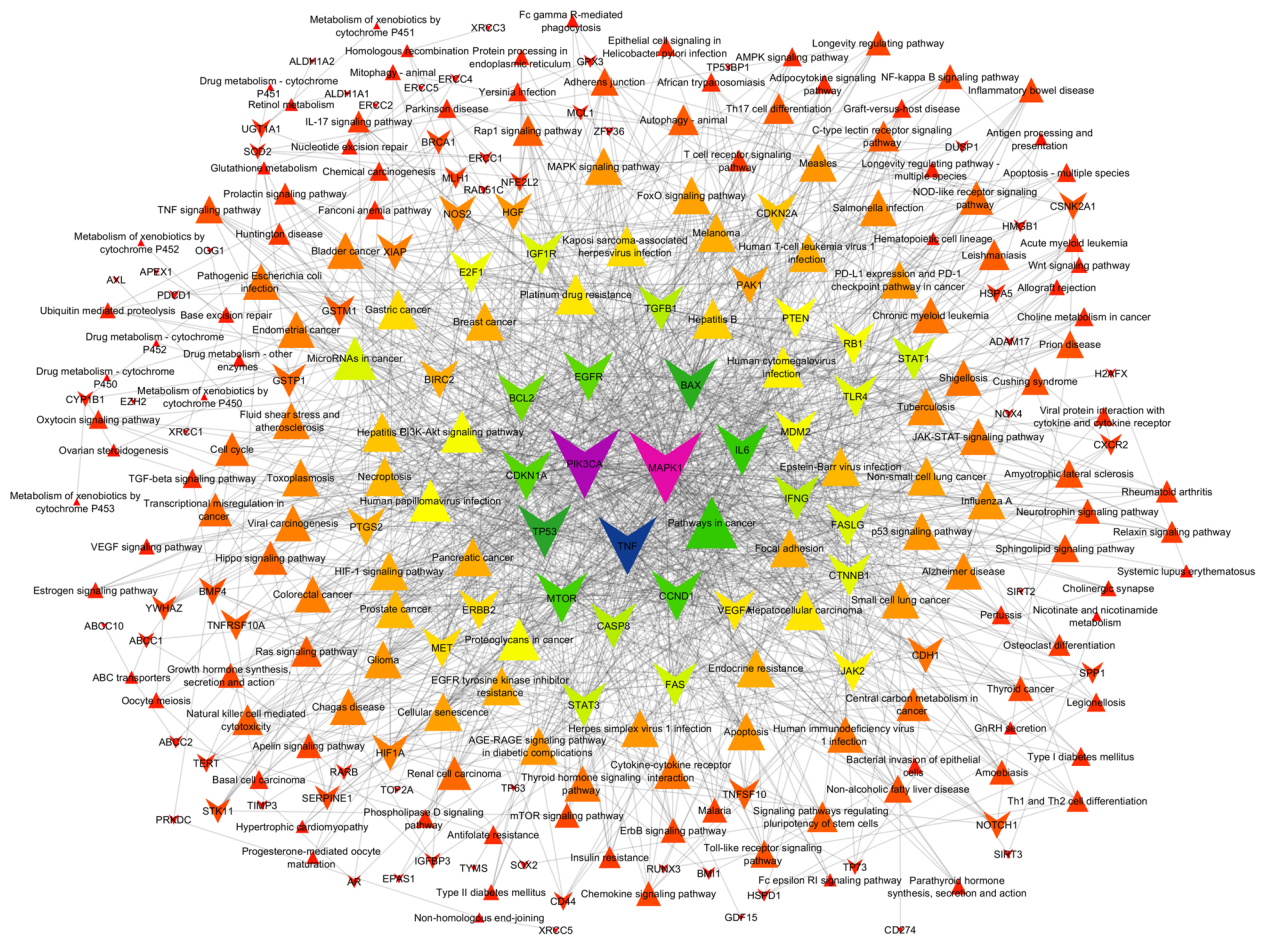 Metabolism of xenobiotics by
cytochrome P451
XRCC3
Fc gamma R-mediated
phagocytosis
Epithelial cell signaling in
Helicobacter pylori infection
Longevity regulating pathway
AMPK signaling pathway
Homologous recombination
Protein processing in
endoplasmic reticulum
ALDH1A2
GPX3
TP53BP1
Mitophagy - animal
ERCC4
Adherens junction
African trypanosomiasis
Adipocytokine signaling
pathway
NF-kappa B signaling pathway
Inflammatory bowel disease
Drug metabolism - cytochrome
P451
ALDH1A1
ERCC5
Yersinia infection
Retinol metabolism
ERCC2
Parkinson disease
MCL1
Th17 cell differentiation
Graft-versus-host disease
IL-17 signaling pathway
UGT1A1
Rap1 signaling pathway
ZFP36
Autophagy - animal
C-type lectin receptor signaling
pathway
Antigen processing and
presentation
BRCA1
DUSP1
SOD2
Nucleotide excision repair
ERCC1
T cell receptor signaling
pathway
Measles
Glutathione metabolism
Chemical carcinogenesis
MLH1
NFE2L2
MAPK signaling pathway
Longevity regulating pathway -
multiple species
Apoptosis - multiple species
RAD51C
Prolactin signaling pathway
FoxO signaling pathway
NOD-like receptor signaling
pathway
CSNK2A1
TNF signaling pathway
Fanconi anemia pathway
NOS2
HGF
CDKN2A
Salmonella infection
HMGB1
Huntington disease
Melanoma
Hematopoietic cell lineage
Acute myeloid leukemia
Metabolism of xenobiotics by
cytochrome P452
OGG1
Bladder cancer
XIAP
IGF1R
Kaposi sarcoma-associated
herpesvirus infection
Human T-cell leukemia virus 1
infection
Leishmaniasis
Wnt signaling pathway
AXL
APEX1
Pathogenic Escherichia coli
infection
E2F1
PD-L1 expression and PD-1
checkpoint pathway in cancer
Allograft rejection
PDCD1
Platinum drug resistance
PAK1
HSPA5
Ubiquitin mediated proteolysis
Base excision repair
GSTM1
Gastric cancer
TGFB1
PTEN
Chronic myeloid leukemia
Choline metabolism in cancer
Endometrial cancer
Breast cancer
Hepatitis B
Drug metabolism - cytochrome
P452
Drug metabolism - other
enzymes
MicroRNAs in cancer
RB1
STAT1
ADAM17
Prion disease
Human cytomegalovirus
infection
Drug metabolism - cytochrome
P450
GSTP1
BIRC2
EGFR
BAX
Shigellosis
Cushing syndrome
H2AFX
Metabolism of xenobiotics by
cytochrome P450
CYP1B1
EZH2
BCL2
TLR4
Tuberculosis
NOX4
Viral protein interaction with
cytokine and cytokine receptor
Oxytocin signaling pathway
Fluid shear stress and
atherosclerosis
XRCC1
Hepatitis C
PI3K-Akt signaling pathway
MDM2
JAK-STAT signaling pathway
CXCR2
Ovarian steroidogenesis
Cell cycle
IL6
PIK3CA
MAPK1
Epstein-Barr virus infection
TGF-beta signaling pathway
Toxoplasmosis
Necroptosis
CDKN1A
Non-small cell lung cancer
Amyotrophic lateral sclerosis
Rheumatoid arthritis
Metabolism of xenobiotics by
cytochrome P453
Transcriptional misregulation in
cancer
Human papillomavirus infection
IFNG
Influenza A
Neurotrophin signaling pathway
Viral carcinogenesis
PTGS2
TP53
Pathways in cancer
FASLG
p53 signaling pathway
Relaxin signaling pathway
VEGF signaling pathway
TNF
Focal adhesion
Sphingolipid signaling pathway
Hippo signaling pathway
Pancreatic cancer
HIF-1 signaling pathway
CTNNB1
Alzheimer disease
Systemic lupus erythematosus
Estrogen signaling pathway
BMP4
Colorectal cancer
MTOR
CCND1
SIRT2
Cholinergic synapse
YWHAZ
Prostate cancer
ERBB2
VEGFA
Hepatocellular carcinoma
Small cell lung cancer
Pertussis
Nicotinate and nicotinamide
metabolism
ABCC10
TNFRSF10A
CASP8
ABCC1
Ras signaling pathway
MET
Proteoglycans in cancer
CDH1
Osteoclast differentiation
Growth hormone synthesis,
secretion and action
Glioma
Endocrine resistance
JAK2
SPP1
ABC transporters
EGFR tyrosine kinase inhibitor
resistance
FAS
Thyroid cancer
Oocyte meiosis
Chagas disease
STAT3
Central carbon metabolism in
cancer
Legionellosis
Natural killer cell mediated
cytotoxicity
Cellular senescence
Herpes simplex virus 1 infection
Apoptosis
Human immunodeficiency virus
1 infection
GnRH secretion
ABCC2
Apelin signaling pathway
HIF1A
AGE-RAGE signaling pathway
in diabetic complications
Type I diabetes mellitus
TERT
RARB
Cytokine-cytokine receptor
interaction
Bacterial invasion of epithelial
cells
Amoebiasis
Basal cell carcinoma
Renal cell carcinoma
Thyroid hormone signaling
pathway
TOP2A
TP63
Non-alcoholic fatty liver disease
SERPINE1
TNFSF10
Th1 and Th2 cell differentiation
STK11
TIMP3
PRKDC
Phospholipase D signaling
pathway
mTOR signaling pathway
Malaria
Signaling pathways regulating
pluripotency of stem cells
NOTCH1
Hypertrophic cardiomyopathy
Antifolate resistance
ErbB signaling pathway
Progesterone-mediated oocyte
maturation
IGFBP3
TYMS
SOX2
Insulin resistance
RUNX3
Toll-like receptor signaling
pathway
TP73
SIRT3
BMI1
AR
EPAS1
Type II diabetes mellitus
CD44
Chemokine signaling pathway
HSPD1
Fc epsilon RI signaling pathway
Parathyroid hormone
synthesis, secretion and action
Non-homologous end-joining
XRCC5
GDF15
CD274